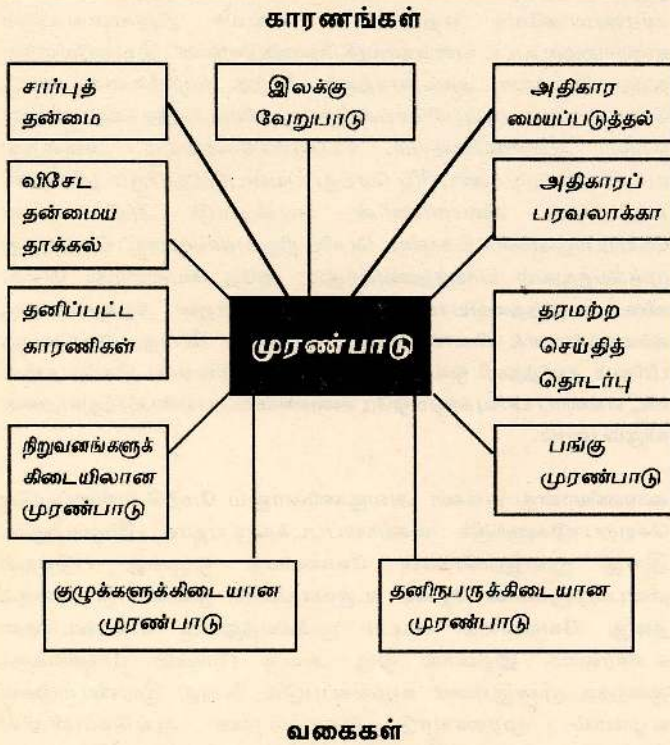 காரணங்கள்
சார்புத்
தன்மை
இலக்கு
வேறுபாடு
அதிகார
மையப்படுத்தல்
விசேட
தன்மைய
தாக்கல்
அதிகாரப்
பரவலாக்கா
தனிப்பட்ட
காரணிகள்
முரண்பாடு
தரமற்ற
செய்தித்
தொடர்பு
நிறுவனங்களுக்
கிடையிலான
முரண்பாடு
பங்கு
முரண்பாடு
குழுக்களுக்கிடையான
முரண்பாடு
தனிநபருக்கிடையான
முரண்பாடு
வகைகள்